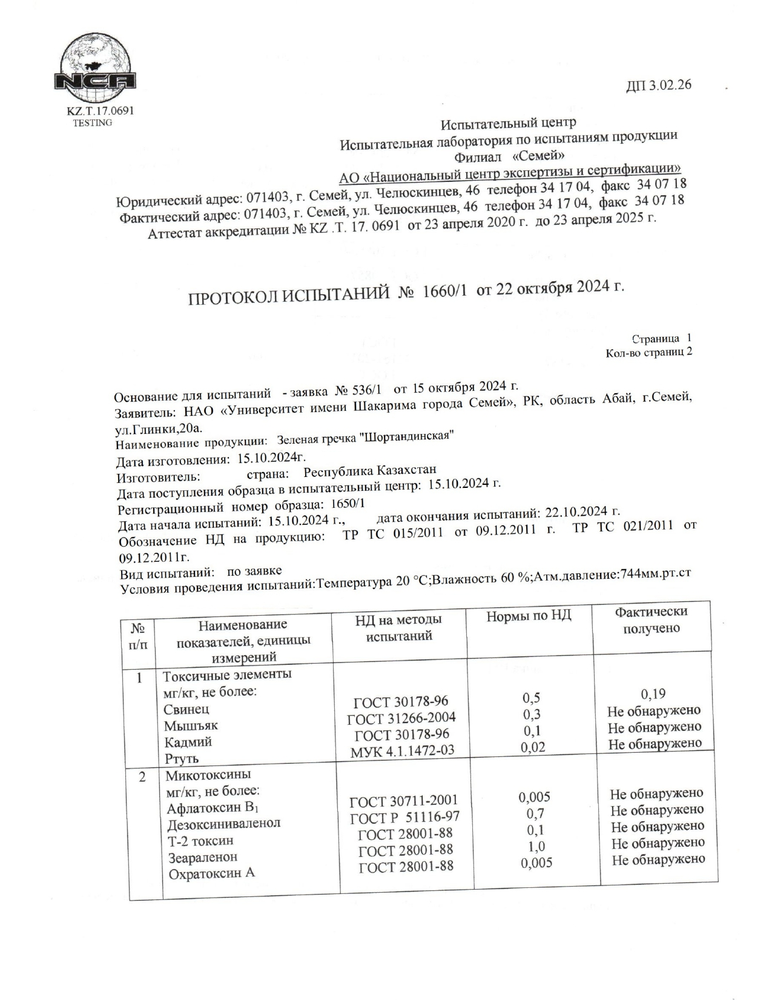 NCA
KZ.T.17.0691
TESTING
ДП 3.02.26
Испытательный центр
Испытательная лаборатория по испытаниям продукции
Филиал «Семей»
АО «Национальный центр экспертизы и сертификации»
Юридический адрес: 071403, г. Семей, ул. Челюскинцев, 46 телефон 34 17 04, факс 34 07 18
Фактический адрес: 071403, г. Семей, ул. Челюскинцев, 46 телефон 34 17 04, факс 34 07 18
Аттестат аккредитации № KZ .T. 17. 0691 от 23 апреля 2020 г. до 23 апреля 2025 г.
ПРОТОКОЛ ИСПЫТАНИЙ № 1660/1 от 22 октября 2024 г.
Страница 1
Кол-во страниц 2
Основание для испытаний - заявка № 536/1 от 15 октября 2024 г.
Заявитель: НАО «Университет имени Шакарима города Семей», РК, область Абай, г.Семей,
ул.Глинки,20а.
Наименование продукции: Зеленая гречка "Шортандинская"
Дата изготовления: 15.10.2024г.
Изготовитель: страна: Республика Казахстан
Дата поступления образца в испытательный центр: 15.10.2024 г.
Регистрационный номер образца: 1650/1
Дата начала испытаний: 15.10.2024 г., дата окончания испытаний: 22.10.2024 г.
Обозначение НД на продукцию: ТР ТС 015/2011 от 09.12.2011 г. ТР ТС 021/2011 от
09.12.2011г.
Вид испытаний: по заявке
Условия проведения испытаний:Температура 20 °С;Влажность 60 %;Атм.давление:744мм.рт.ст
№ Наименование НД на методы Нормы по НД Фактически
п/п показателей, единицы испытаний получено
измерений
1 Токсичные элементы
мг/кг, не более:
Свинец ГОСТ 30178-96 0,5 0,19
Мышъяк ГОСТ 31266-2004 0,3 Не обнаружено
Кадмий ГОСТ 30178-96 0,1 Не обнаружено
Ртуть МУК 4.1.1472-03 0,02 Не обнаружено
2 Микотоксины
мг/кг, не более:
Афлатоксин В₁ ГОСТ 30711-2001 0,005 Не обнаружено
Дезоксиниваленол ГОСТ Р 51116-97 0,7 Не обнаружено
Т-2 токсин ГОСТ 28001-88 0,1 Не обнаружено
Зеараленон ГОСТ 28001-88 1,0 Не обнаружено
Охратоксин А ГОСТ 28001-88 0,005 Не обнаружено